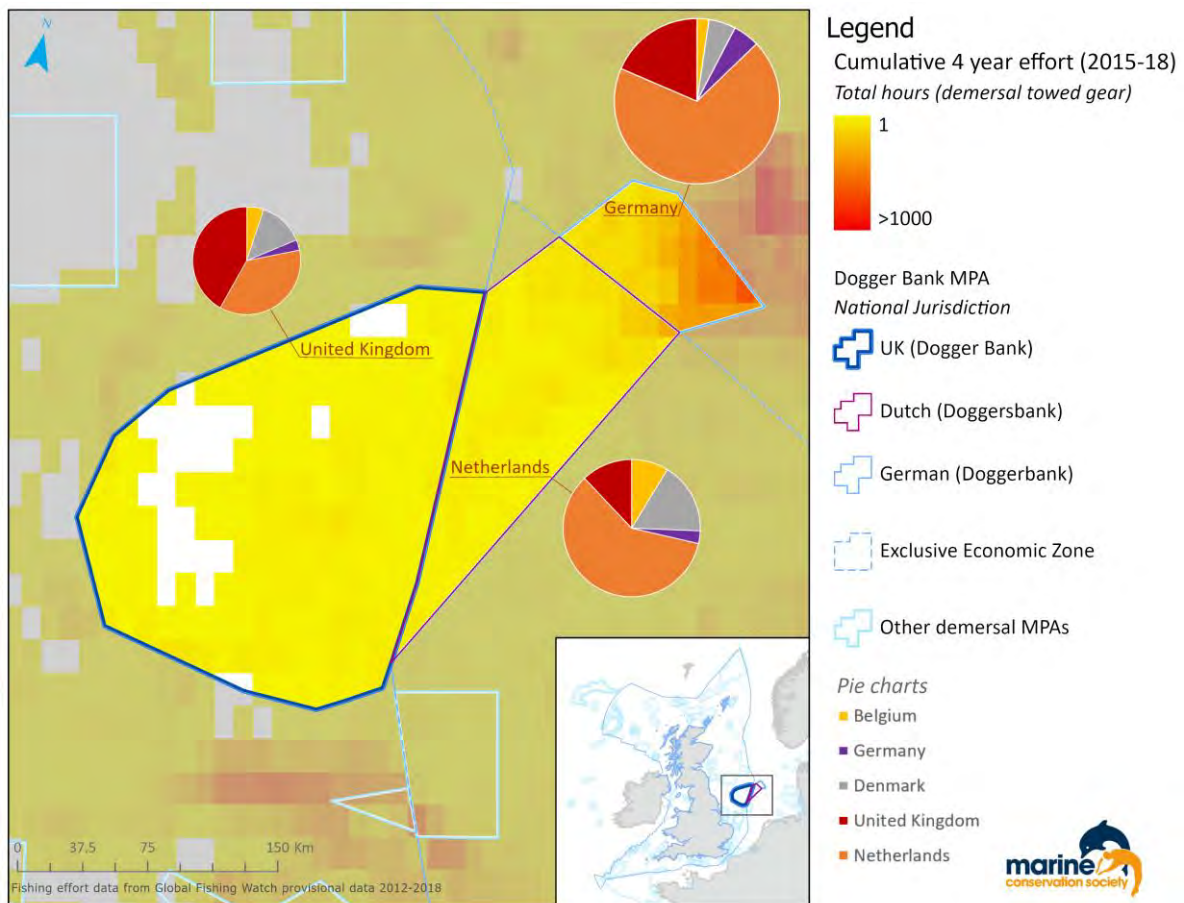 N
Germany
United Kingdom
Netherlands
0 37.5 75 150 Km
Fishing effort data from Global Fishing Watch provisional data 2012-2018
Legend
Cumulative 4 year effort (2015-18)
Total hours (demersal towed gear)
1
>1000
Dogger Bank MPA
National Jurisdiction
UK (Dogger Bank)
Dutch (Doggersbank)
German (Doggerbank)
Exclusive Economic Zone
Other demersal MPAs
Pie charts
Belgium
Germany
Denmark
United Kingdom
Netherlands
marine
conservation society